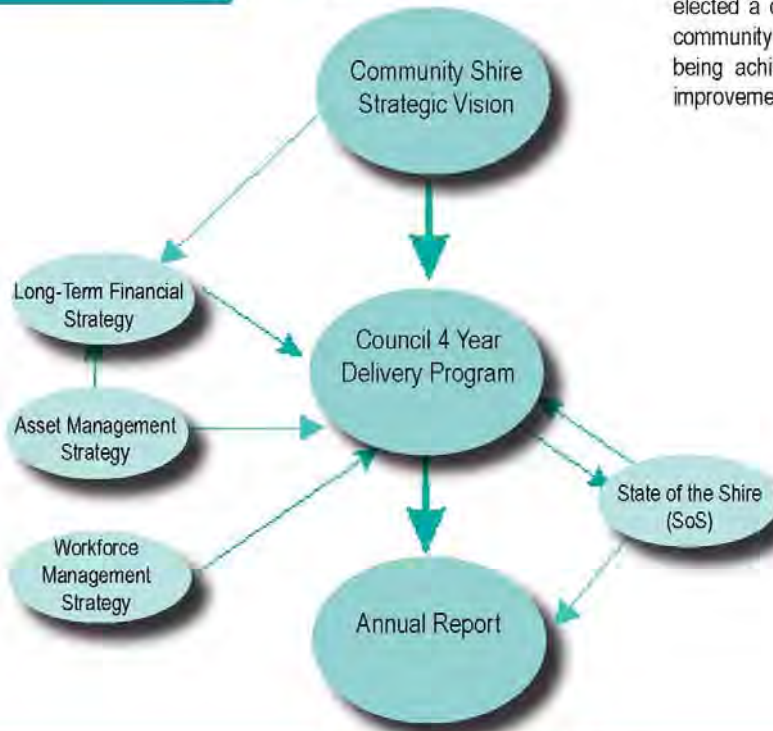 elected a c
community
being achi
improveme
Community Shire
Strategic Vision
Long-Term Financial
Strategy
Council 4 Year
Delivery Program
Asset Management
Strategy
State of the Shire
(SoS)
Workforce
Management
Strategy
Annual Report